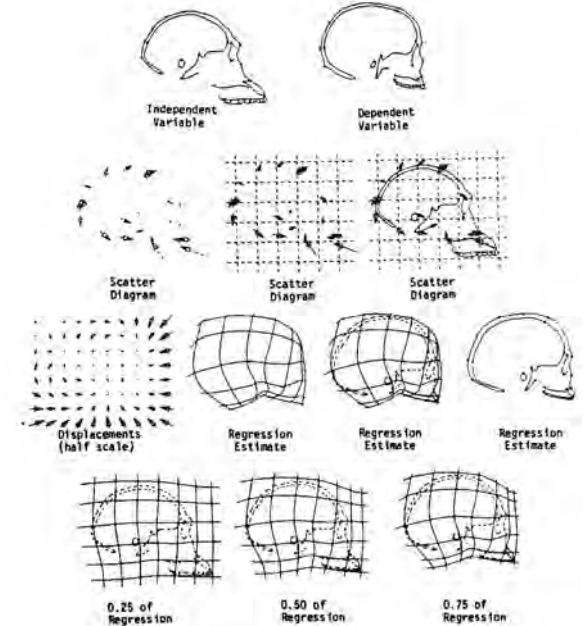 Independent
Variable
Dependent
Variable
Scatter
Diagram
Scatter
Diagram
Scatter
Diagram
Displacements
(half scale)
Regression
Estimate
Regression
Estimate
Regression
Estimate
0.25 of
Regression
0.50 of
Regression
0.75 of
Regression